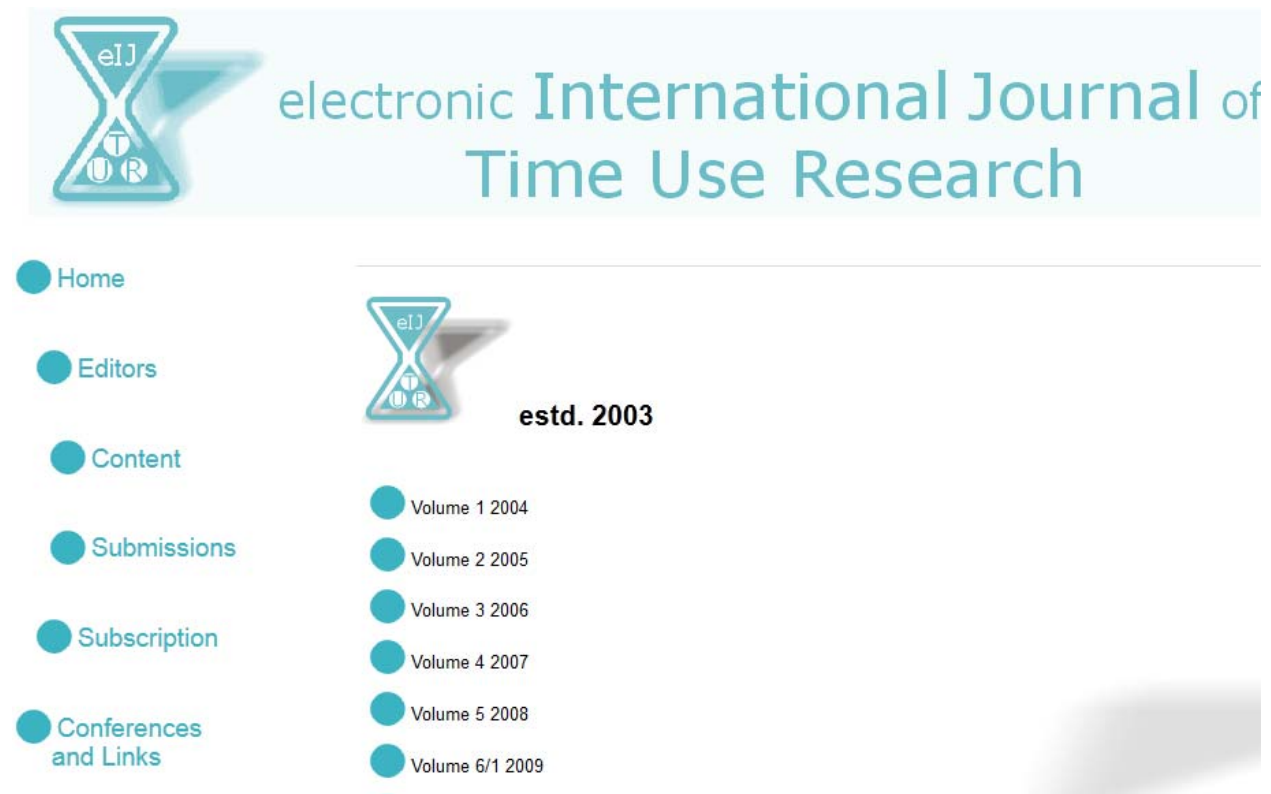 eIJ
T
U R
electronic International Journal of
Time Use Research
Home
Editors
Content
Submissions
Subscription
Conferences
and Links
eIJ
T
U R
estd. 2003
Volume 1 2004
Volume 2 2005
Volume 3 2006
Volume 4 2007
Volume 5 2008
Volume 6/1 2009